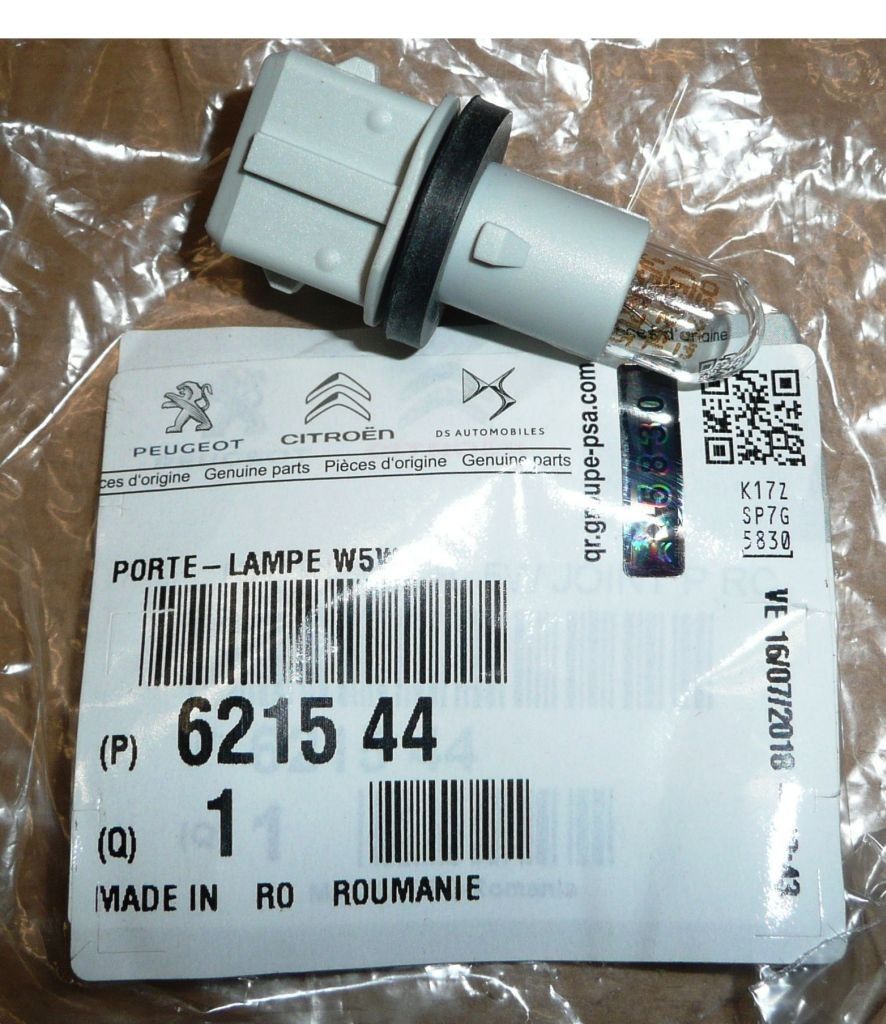 PEUGEOT
CITROËN
DS AUTOMOBILES
ces d'origine Genuine parts Pièces d'origine Genuine parts
qr.groupe-psa.com
5830
K17Z
SP7G
5830
PORTE-LAMPE W5W
(P) 6215 44
(Q) 1
MADE IN RO ROUMANIE
VE 16/07/2018